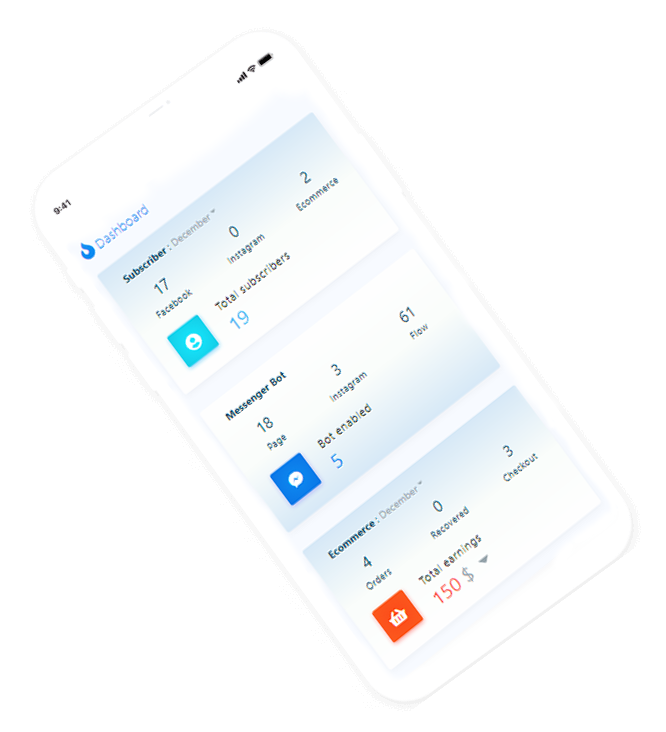 9:41
Dashboard
Subscriber : December
17 0 2
Facebook Instagram Ecommerce
Total subscribers
19
Messenger Bot
18 3 61
Page Instagram Flow
Bot enabled
5
Ecommerce : December
4 0 3
Orders Recovered Checkout
Total earnings
150 $